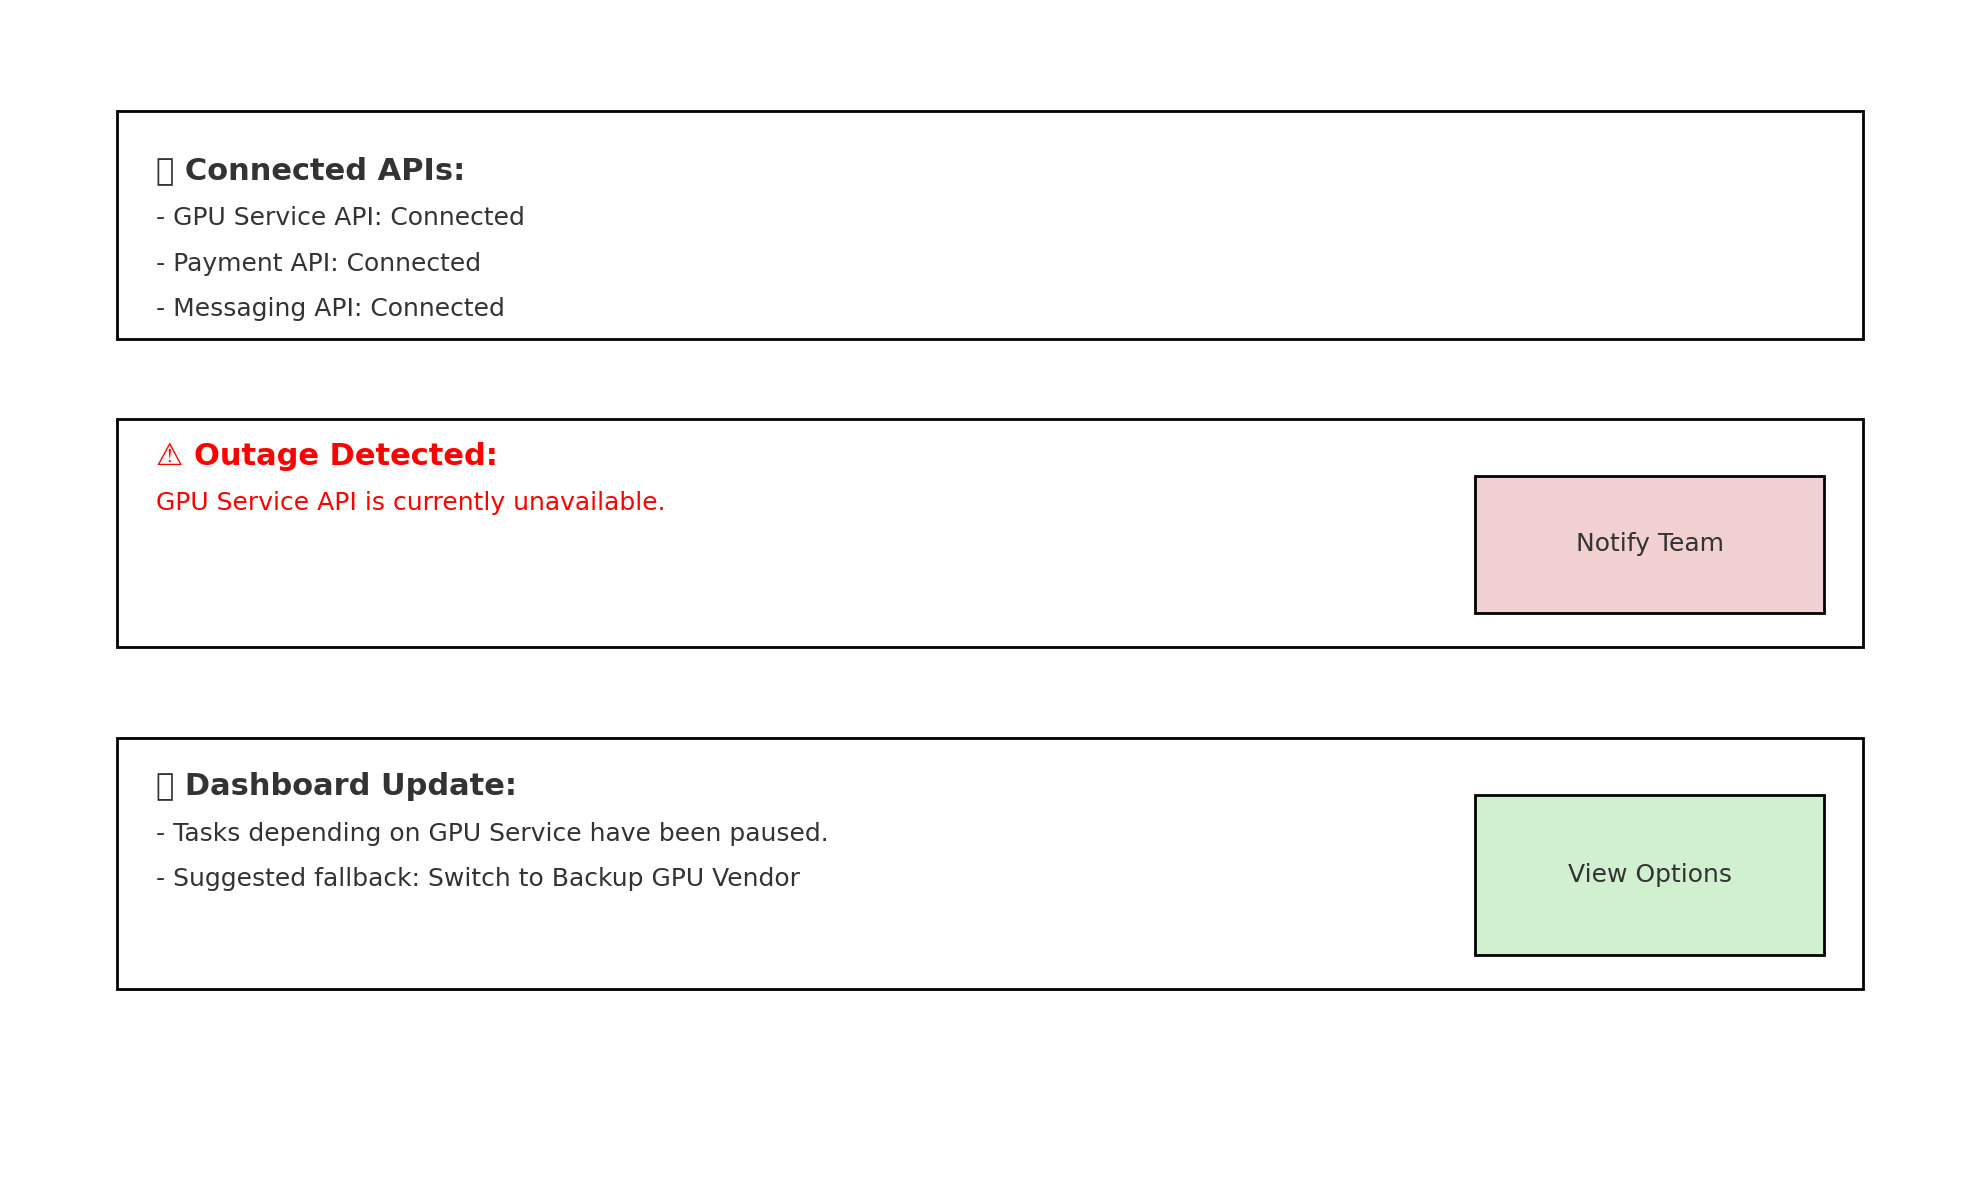 Connected APIs:
- GPU Service API: Connected
- Payment API: Connected
- Messaging API: Connected
⚠ Outage Detected:
GPU Service API is currently unavailable.
Notify Team
Dashboard Update:
- Tasks depending on GPU Service have been paused.
- Suggested fallback: Switch to Backup GPU Vendor
View Options